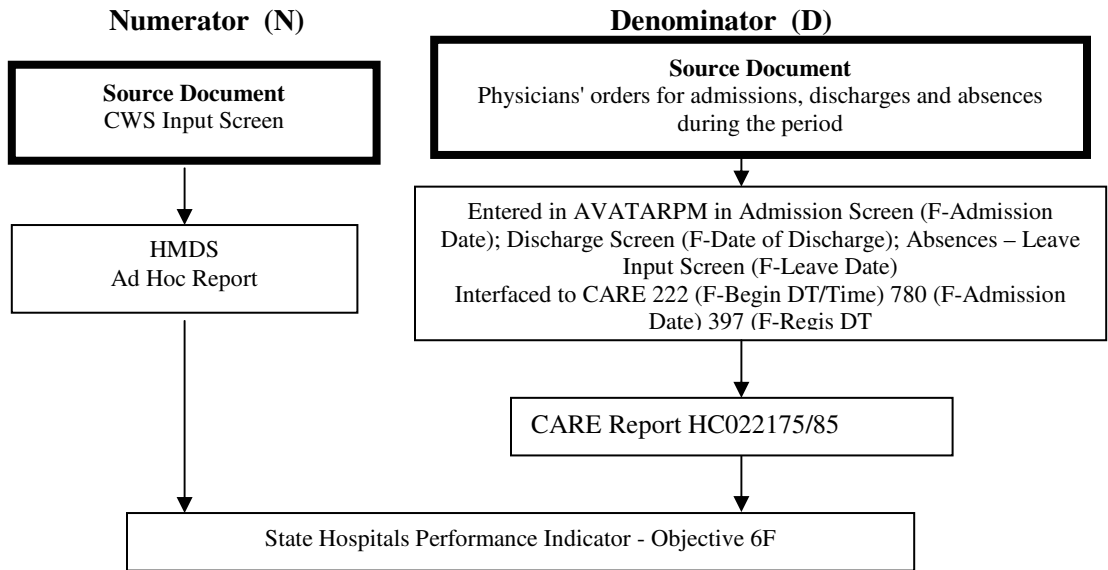 Numerator (N)
Denominator (D)
Source Document
CWS Input Screen
Source Document
Physicians' orders for admissions, discharges and absences
during the period
HMDS
Ad Hoc Report
Entered in AVATARPM in Admission Screen (F-Admission
Date); Discharge Screen (F-Date of Discharge); Absences – Leave
Input Screen (F-Leave Date)
Interfaced to CARE 222 (F-Begin DT/Time) 780 (F-Admission
Date) 397 (F-Regis DT
CARE Report HC022175/85
State Hospitals Performance Indicator - Objective 6F